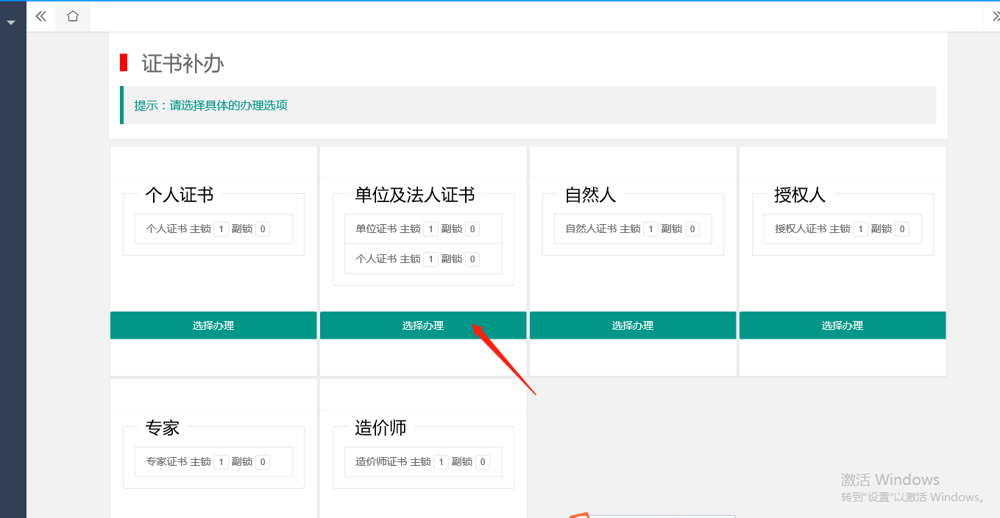 证书补办
提示：请选择具体的办理选项
个人证书
个人证书 主锁 1 副锁 0
选择办理
单位及法人证书
单位证书 主锁 1 副锁 0
个人证书 主锁 1 副锁 0
选择办理
自然人
自然人证书 主锁 1 副锁 0
选择办理
授权人
授权人证书 主锁 1 副锁 0
选择办理
专家
专家证书 主锁 1 副锁 0
造价师
造价师证书 主锁 1 副锁 0
激活 Windows
转到"设置"以激活 Windows。